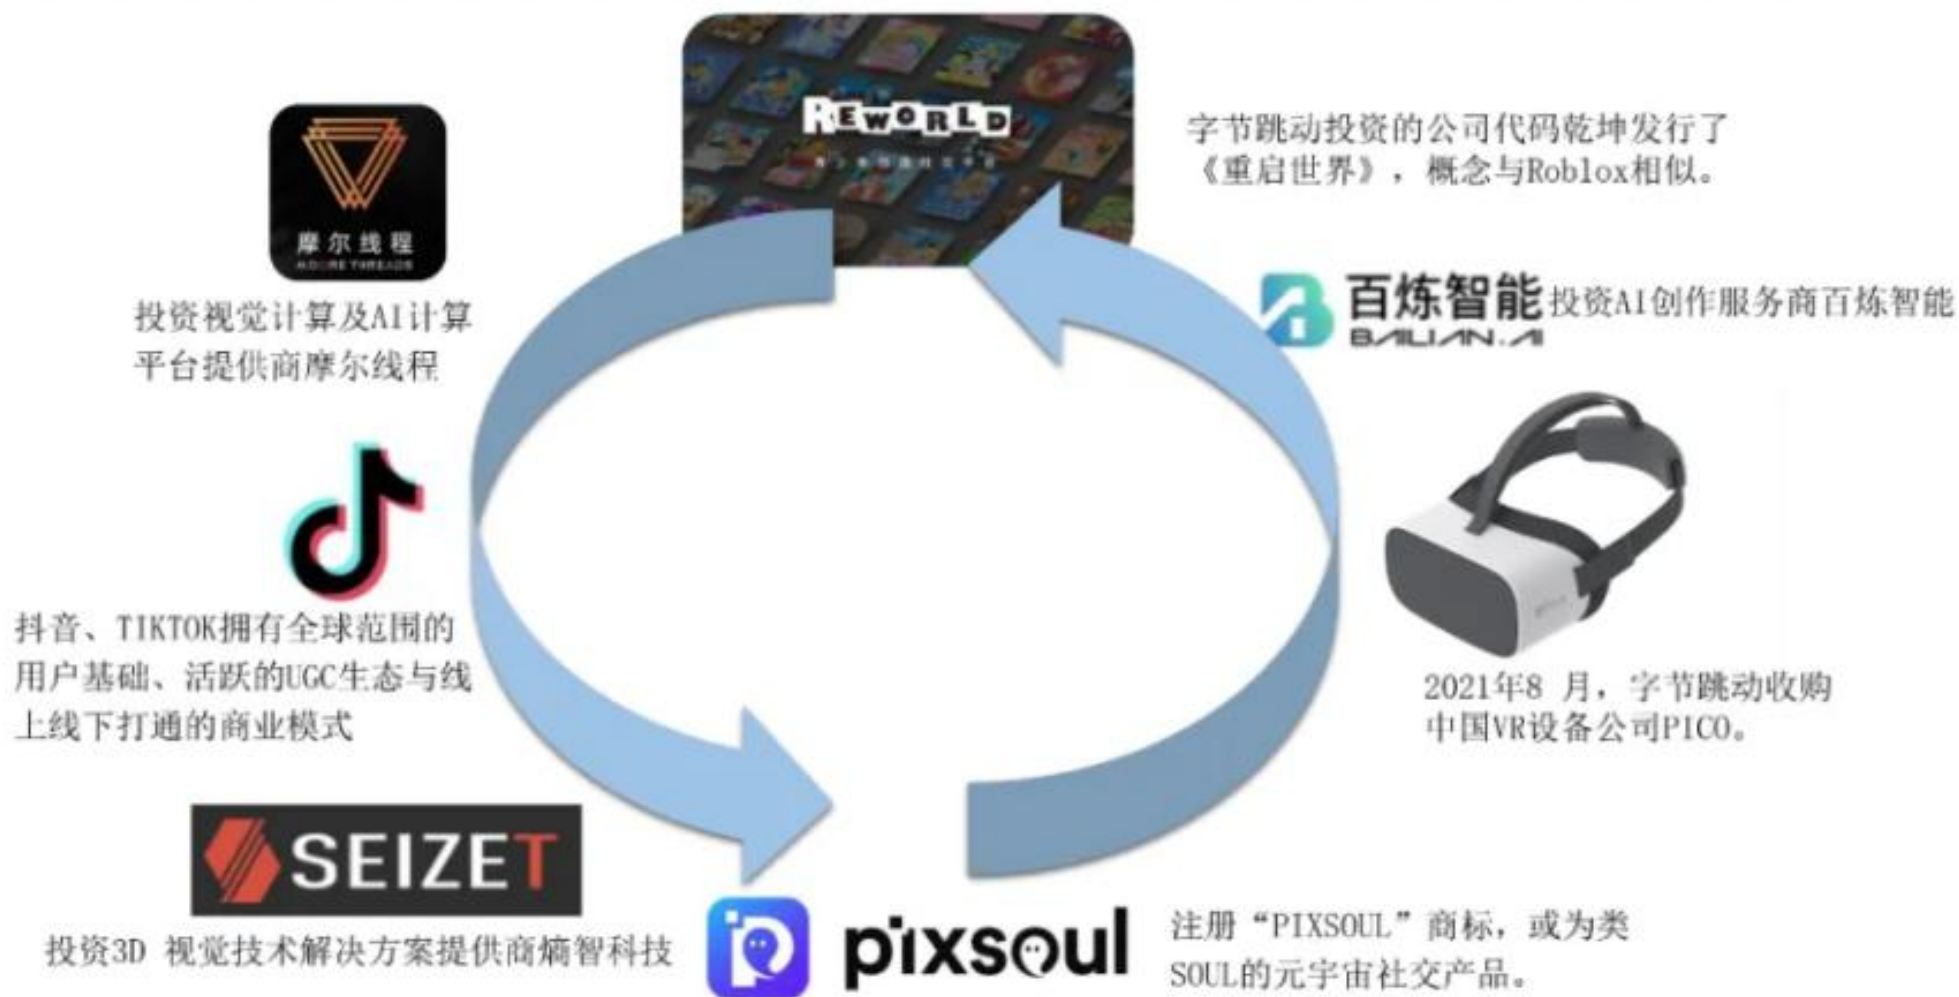 REWORLD
字节跳动投资的公司代码乾坤发行了
《重启世界》，概念与Roblox相似。
摩尔线程
投资视觉计算及AI计算
平台提供商摩尔线程
百炼智能
BAILIAN.AI
投资AI创作服务商百炼智能
抖音、TIKTOK拥有全球范围的
用户基础、活跃的UGC生态与线
上线下打通的商业模式
2021年8 月，字节跳动收购
中国VR设备公司PICO。
SEIZET
投资3D 视觉技术解决方案提供商熵智科技
pixsoul
注册“PIXSOUL”商标，或为类
SOUL的元宇宙社交产品。